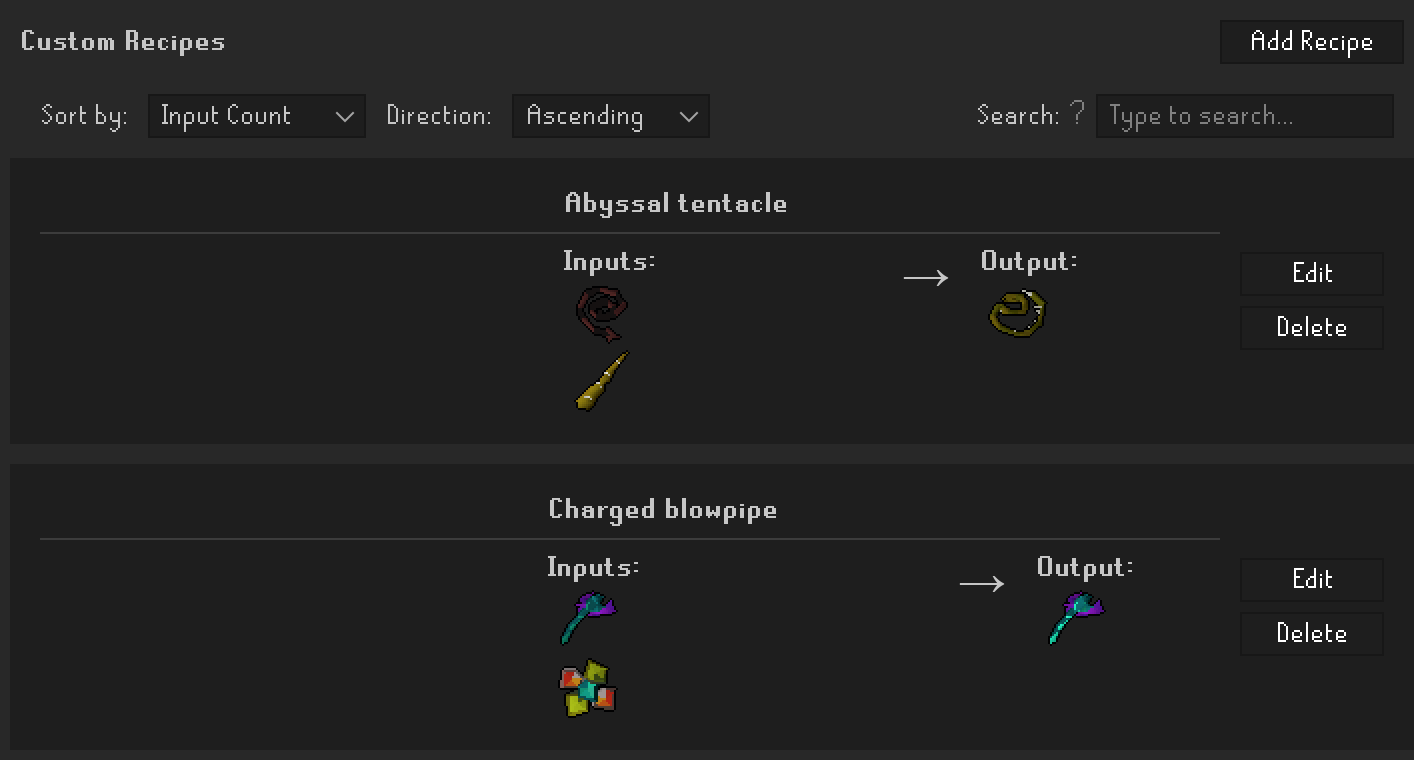 Custom Recipes
Add Recipe
Sort by: Input Count Direction: Ascending Search: ? Type to search...
Abyssal tentacle
Inputs: → Output:
Edit
Delete
Charged blowpipe
Inputs: → Output:
Edit
Delete